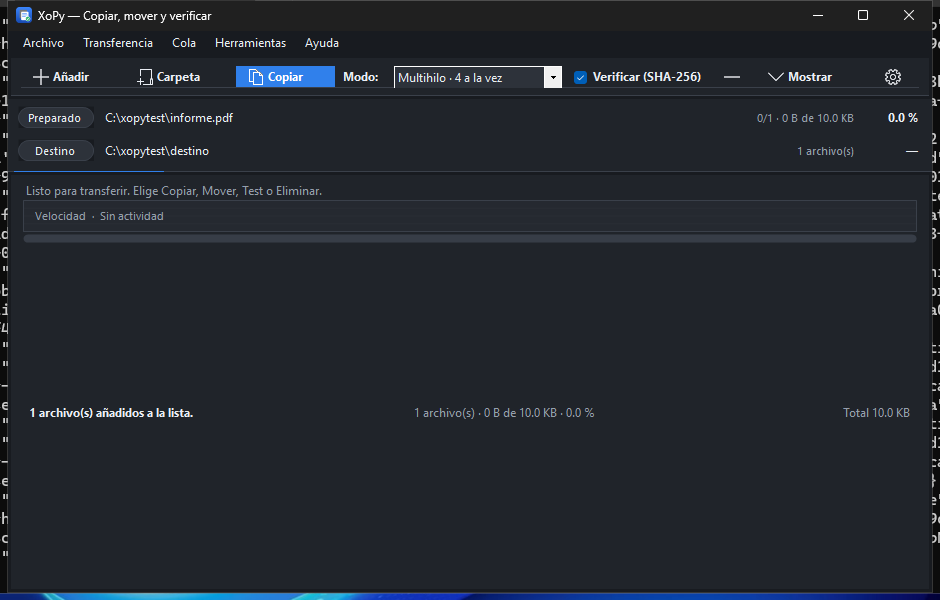 XoPy — Copiar, mover y verificar
Archivo Transferencia Cola Herramientas Ayuda
Añadir Carpeta Copiar Modo: Multihilo · 4 a la vez Verificar (SHA-256) — Mostrar
Preparado C:\xopytest\informe.pdf 0/1 · 0 B de 10.0 KB 0.0 %
Destino C:\xopytest\destino 1 archivo(s) —
Listo para transferir. Elige Copiar, Mover, Test o Eliminar.
Velocidad · Sin actividad
1 archivo(s) añadidos a la lista. 1 archivo(s) · 0 B de 10.0 KB · 0.0 % Total 10.0 KB